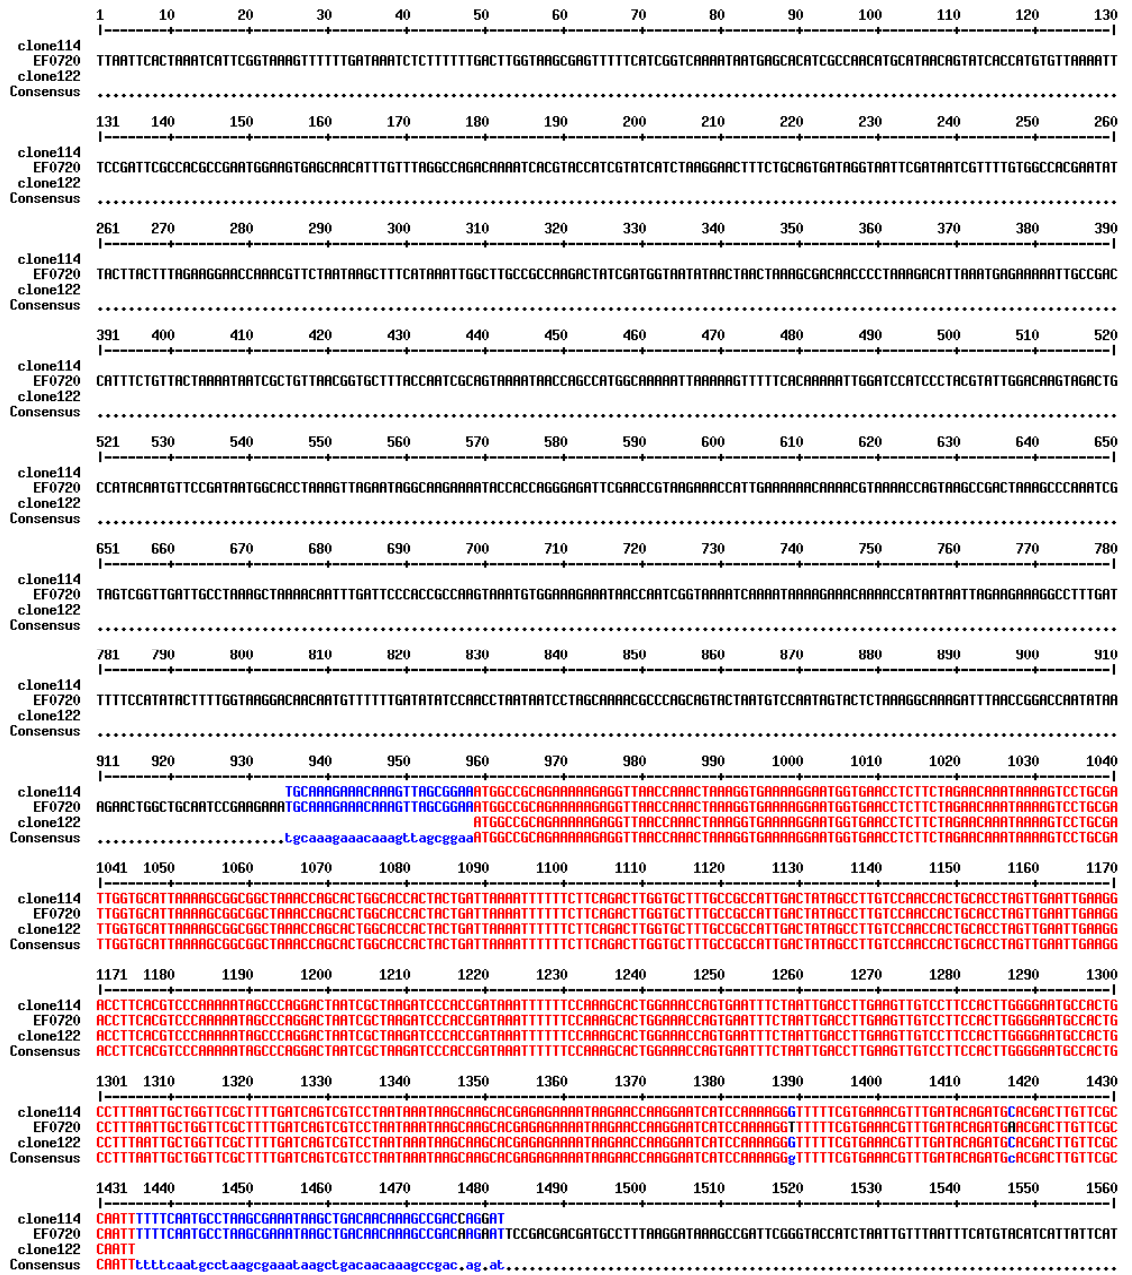 1 10 20 30 40 50 60 70 80 90 100 110 120 130
|--------+---------+---------+---------+---------+---------+---------+---------+---------+---------+---------+---------+---------|
clone114
EF0720 TTAATTCACTAAATCATTCGGTAAAGTTTTTTGATAAATCTCTTTTTTGACTTGGTAAGCGAGTTTTTCATCGGTCAAAATAATGAGCACATCGCCAACATGCATAACAGTATCACCATGTGTTAAAATT
clone122
Consensus ..................................................................................................................................
131 140 150 160 170 180 190 200 210 220 230 240 250 260
|--------+---------+---------+---------+---------+---------+---------+---------+---------+---------+---------+---------+---------|
clone114
EF0720 TCCGATTCGCCACGCCGAATGGAAGTGAGCAACATTTGTTTAGGCCAGACAAAATCACGTACCATCGTATCATCTAAGGAACTTTCTGCAGTGATAGGTAATTCGATAATCGTTTTGTGGCCACGAATAT
clone122
Consensus ..................................................................................................................................
261 270 280 290 300 310 320 330 340 350 360 370 380 390
|--------+---------+---------+---------+---------+---------+---------+---------+---------+---------+---------+---------+---------|
clone114
EF0720 TACTTACTTTAGAAGGAACCAAACGTTCTAATAAGCTTTCATAAATTGGCTTGCCGCCAAGACTATCGATGGTAATATAACTAACTAAAGCGACAACCCCTAAAGACATTAAATGAGAAAAATTGCCGAC
clone122
Consensus ..................................................................................................................................
391 400 410 420 430 440 450 460 470 480 490 500 510 520
|--------+---------+---------+---------+---------+---------+---------+---------+---------+---------+---------+---------+---------|
clone114
EF0720 CATTTCTGTTACTAAAATAATCGCTGTTAACGGTGCTTTACCAATCGCAGTAAAATAACCAGCCATGGCAAAAATTAAAAAGTTTTTCACAAAAATTGGATCCATCCCTACGTATTGGACAAGTAGACTG
clone122
Consensus ..................................................................................................................................
521 530 540 550 560 570 580 590 600 610 620 630 640 650
|--------+---------+---------+---------+---------+---------+---------+---------+---------+---------+---------+---------+---------|
clone114
EF0720 CCATACAATGTTCCGATAATGGCACCTAAAGTTAGAATAGGCAAGAAAATACCACCAGGGAGATTCGAACCGTAAGAAACCATTGAAAAAACAAAACGTAAAACCAGTAAGCCGACTAAAGCCCAAATCG
clone122
Consensus ..................................................................................................................................
651 660 670 680 690 700 710 720 730 740 750 760 770 780
|--------+---------+---------+---------+---------+---------+---------+---------+---------+---------+---------+---------+---------|
clone114
EF0720 TAGTCGGTTGATTGCCTAAAGCTAAAACAATTTGATTCCCACCGCCAAGTAAATGTGGAAAGAAATAACCAATCGGTAAAATCAAAATAAAAGAAACAAAACCATAATAATTAGAAGAAAGGCCTTTGAT
clone122
Consensus ..................................................................................................................................
781 790 800 810 820 830 840 850 860 870 880 890 900 910
|--------+---------+---------+---------+---------+---------+---------+---------+---------+---------+---------+---------+---------|
clone114
EF0720 TTTTCCATATACTTTTGGTAAGGACAACAATGTTTTTTGATATATCCAACCTAATAATCCTAGCAAAACGCCCAGCAGTACTAATGTCCAATAGTACTCTAAAGGCAAAGATTTAACCGGACCAATATAA
clone122
Consensus ..................................................................................................................................
911 920 930 940 950 960 970 980 990 1000 1010 1020 1030 1040
|--------+---------+---------+---------+---------+---------+---------+---------+---------+---------+---------+---------+---------|
clone114 TGCAAAGAAACAAAGTTAGCGGAAATGGCCGCAGAAAAAGAGGTTAACCAAACTAAAGGTGAAAAGGAATGGTGAACCTCTTCTAGAACAAATAAAAGTCCTGCGA
EF0720 AGAACTGGCTGCAATCCGAAGAAATGCAAAGAAACAAAGTTAGCGGAAATGGCCGCAGAAAAAGAGGTTAACCAAACTAAAGGTGAAAAGGAATGGTGAACCTCTTCTAGAACAAATAAAAGTCCTGCGA
clone122 ATGGCCGCAGAAAAAGAGGTTAACCAAACTAAAGGTGAAAAGGAATGGTGAACCTCTTCTAGAACAAATAAAAGTCCTGCGA
Consensus ........................tgcaaagaaacaaagttagcggaaATGGCCGCAGAAAAAGAGGTTAACCAAACTAAAGGTGAAAAGGAATGGTGAACCTCTTCTAGAACAAATAAAAGTCCTGCGA
1041 1050 1060 1070 1080 1090 1100 1110 1120 1130 1140 1150 1160 1170
|--------+---------+---------+---------+---------+---------+---------+---------+---------+---------+---------+---------+---------|
clone114 TTGGTGCATTAAAAGCGGCGGCTAAACCAGCACTGGCACCACTACTGATTAAAATTTTTTCTTCAGACTTGGTGCTTTGCCGCCATTGACTATAGCCTTGTCCAACCACTGCACCTAGTTGAATTGAAGG
EF0720 TTGGTGCATTAAAAGCGGCGGCTAAACCAGCACTGGCACCACTACTGATTAAAATTTTTTCTTCAGACTTGGTGCTTTGCCGCCATTGACTATAGCCTTGTCCAACCACTGCACCTAGTTGAATTGAAGG
clone122 TTGGTGCATTAAAAGCGGCGGCTAAACCAGCACTGGCACCACTACTGATTAAAATTTTTTCTTCAGACTTGGTGCTTTGCCGCCATTGACTATAGCCTTGTCCAACCACTGCACCTAGTTGAATTGAAGG
Consensus TTGGTGCATTAAAAGCGGCGGCTAAACCAGCACTGGCACCACTACTGATTAAAATTTTTTCTTCAGACTTGGTGCTTTGCCGCCATTGACTATAGCCTTGTCCAACCACTGCACCTAGTTGAATTGAAGG
1171 1180 1190 1200 1210 1220 1230 1240 1250 1260 1270 1280 1290 1300
|--------+---------+---------+---------+---------+---------+---------+---------+---------+---------+---------+---------+---------|
clone114 ACCTTCACGTCCCAAAAATAGCCCAGGACTAATCGCTAAGATCCCACCGATAAATTTTTTCCAAAGCACTGGAAACCAGTGAATTTCTAATTGACCTTGAAGTTGTCCTTCCACTTGGGGAATGCCACTG
EF0720 ACCTTCACGTCCCAAAAATAGCCCAGGACTAATCGCTAAGATCCCACCGATAAATTTTTTCCAAAGCACTGGAAACCAGTGAATTTCTAATTGACCTTGAAGTTGTCCTTCCACTTGGGGAATGCCACTG
clone122 ACCTTCACGTCCCAAAAATAGCCCAGGACTAATCGCTAAGATCCCACCGATAAATTTTTTCCAAAGCACTGGAAACCAGTGAATTTCTAATTGACCTTGAAGTTGTCCTTCCACTTGGGGAATGCCACTG
Consensus ACCTTCACGTCCCAAAAATAGCCCAGGACTAATCGCTAAGATCCCACCGATAAATTTTTTCCAAAGCACTGGAAACCAGTGAATTTCTAATTGACCTTGAAGTTGTCCTTCCACTTGGGGAATGCCACTG
1301 1310 1320 1330 1340 1350 1360 1370 1380 1390 1400 1410 1420 1430
|--------+---------+---------+---------+---------+---------+---------+---------+---------+---------+---------+---------+---------|
clone114 CCTTTAATTGCTGGTTCGCTTTTGATCAGTCGTCCTAATAAATAAGCAAGCACGAGAGAAAATAAGAACCAAGGAATCATCCAAAAGGGTTTTTCGTGAAACGTTTGATACAGATGCACGACTTGTTCGC
EF0720 CCTTTAATTGCTGGTTCGCTTTTGATCAGTCGTCCTAATAAATAAGCAAGCACGAGAGAAAATAAGAACCAAGGAATCATCCAAAAGGTTTTTTCGTGAAACGTTTGATACAGATGAACGACTTGTTCGC
clone122 CCTTTAATTGCTGGTTCGCTTTTGATCAGTCGTCCTAATAAATAAGCAAGCACGAGAGAAAATAAGAACCAAGGAATCATCCAAAAGGGTTTTTCGTGAAACGTTTGATACAGATGCACGACTTGTTCGC
Consensus CCTTTAATTGCTGGTTCGCTTTTGATCAGTCGTCCTAATAAATAAGCAAGCACGAGAGAAAATAAGAACCAAGGAATCATCCAAAAGGgTTTTTCGTGAAACGTTTGATACAGATGcACGACTTGTTCGC
1431 1440 1450 1460 1470 1480 1490 1500 1510 1520 1530 1540 1550 1560
|--------+---------+---------+---------+---------+---------+---------+---------+---------+---------+---------+---------+---------|
clone114 CAATTTTTTCAATGCCTAAGCGAAATAAGCTGACAACAAAGCCGACCAGGAT
EF0720 CAATTTTTTCAATGCCTAAGCGAAATAAGCTGACAACAAAGCCGACAAGAATTCCGACGACGATGCCTTTAAGGATAAAGCCGATTCGGGTACCATCTAATTGTTTAATTTCATGTACATCATTATTCAT
clone122 CAATT
Consensus CAATTttttcaatgcctaagcgaaataagctgacaacaaagccgac.ag.at..............................................................................